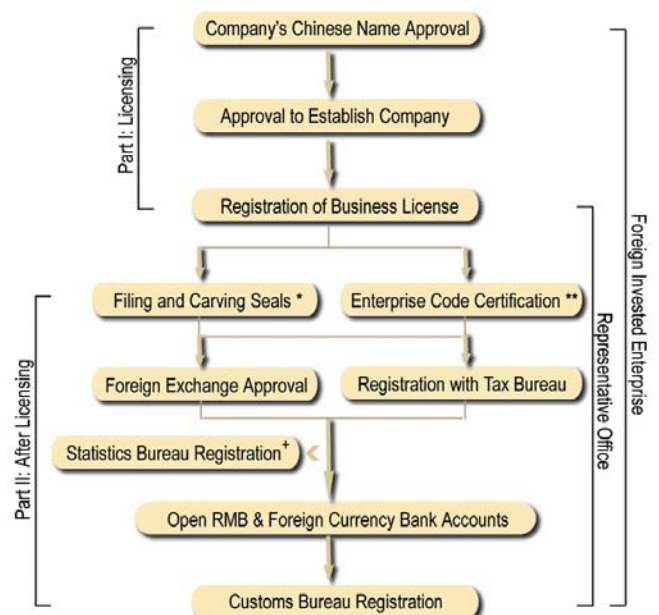 Company's Chinese Name Approval
Part I: Licensing
Approval to Establish Company
Registration of Business License
Foreign Invested Enterprise
Representative Office
Filing and Carving Seals *
Enterprise Code Certification **
Part II: After Licensing
Foreign Exchange Approval
Registration with Tax Bureau
Statistics Bureau Registration+
Open RMB & Foreign Currency Bank Accounts
Customs Bureau Registration